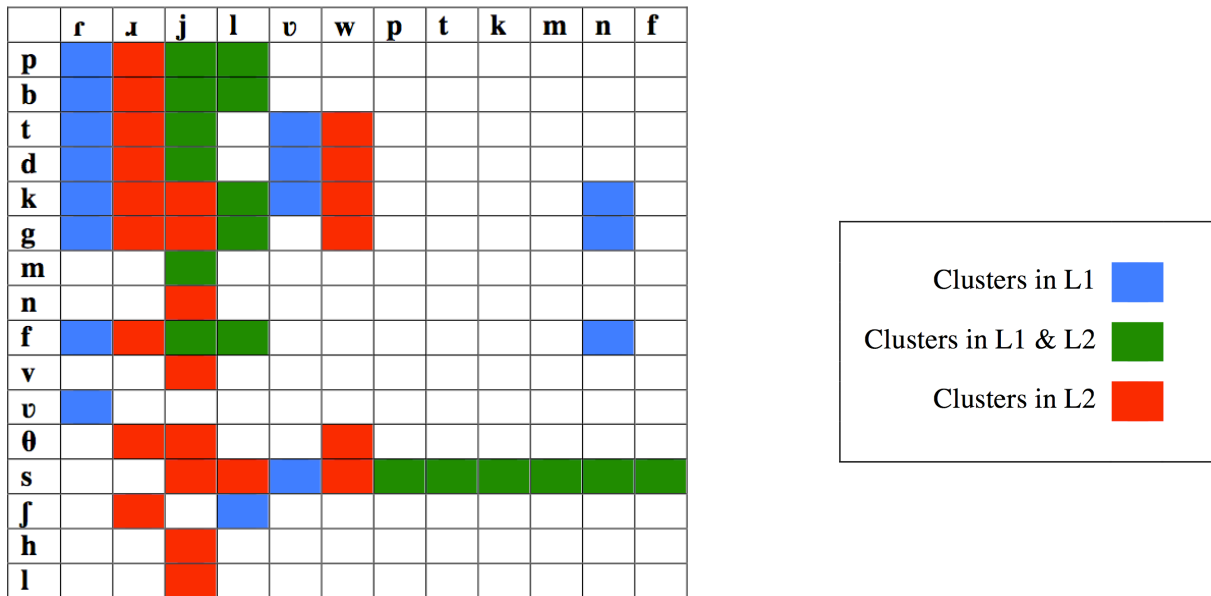 ɾ ɹ j l ʋ w p t k m n f
p
b
t
d
k
g
m
n
f
v
ʋ
θ
s
ʃ
h
l
Clusters in L1
Clusters in L1 & L2
Clusters in L2